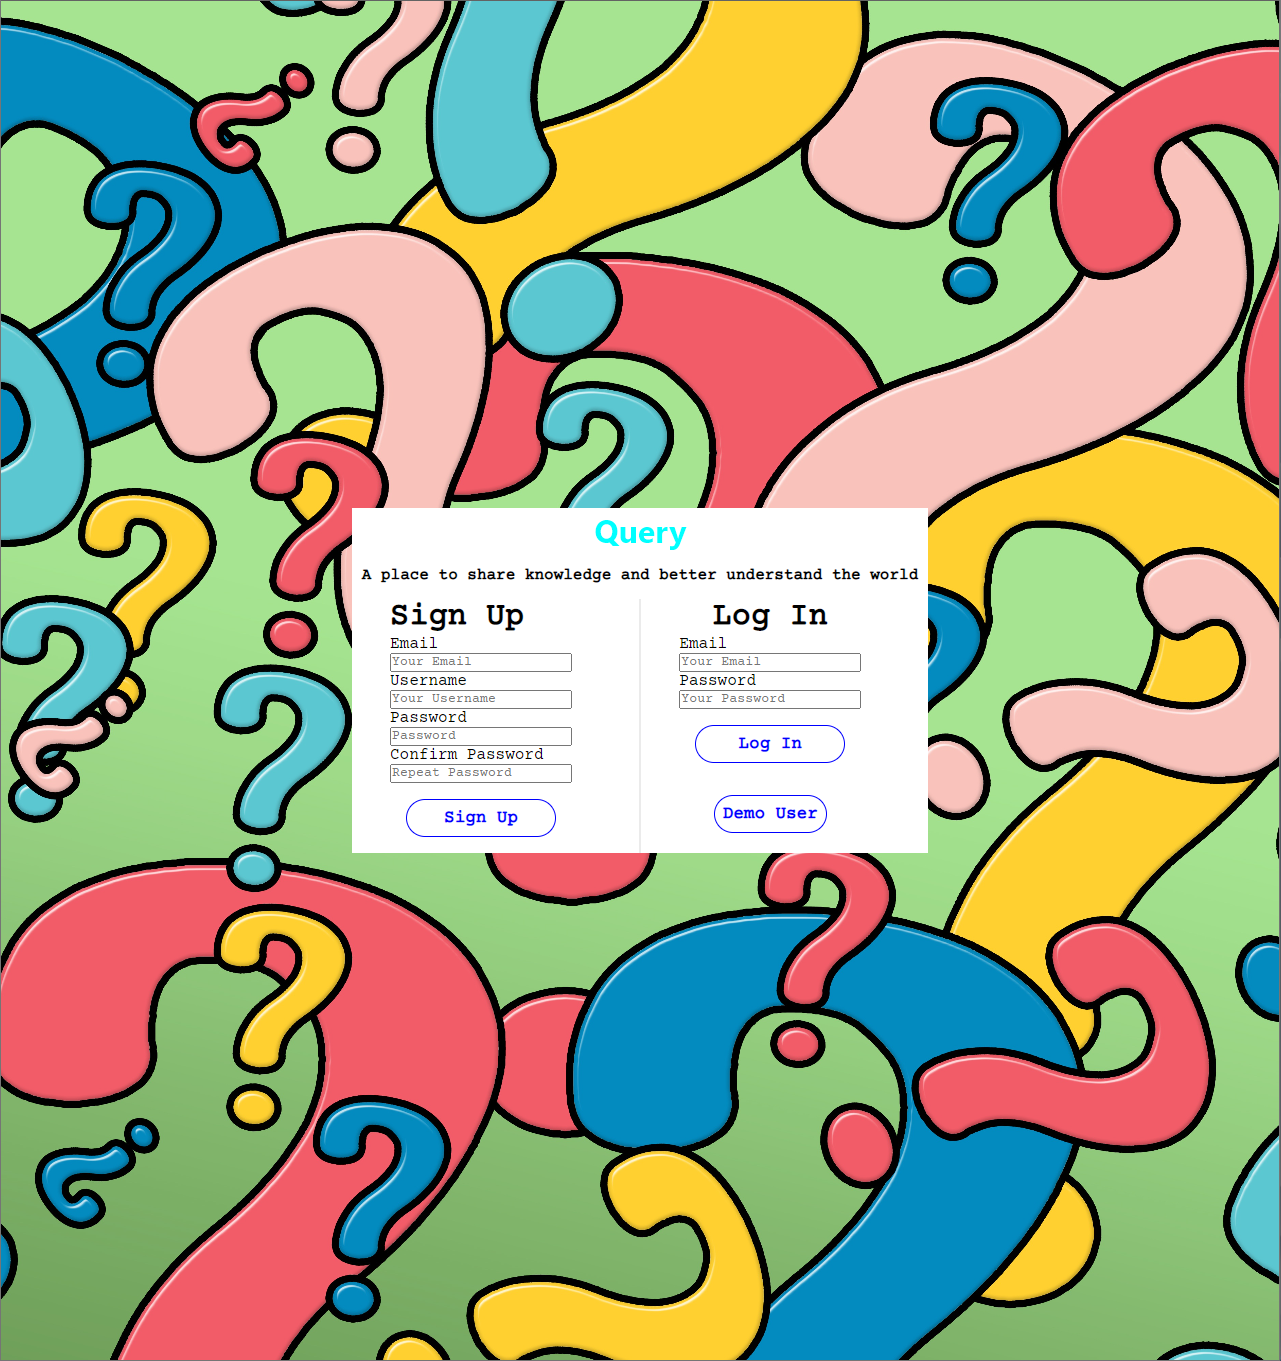 Query
A place to share knowledge and better understand the world
Sign Up
Email
Your Email
Username
Your Username
Password
Password
Confirm Password
Repeat Password
Sign Up
Log In
Email
Your Email
Password
Your Password
Log In
Demo User